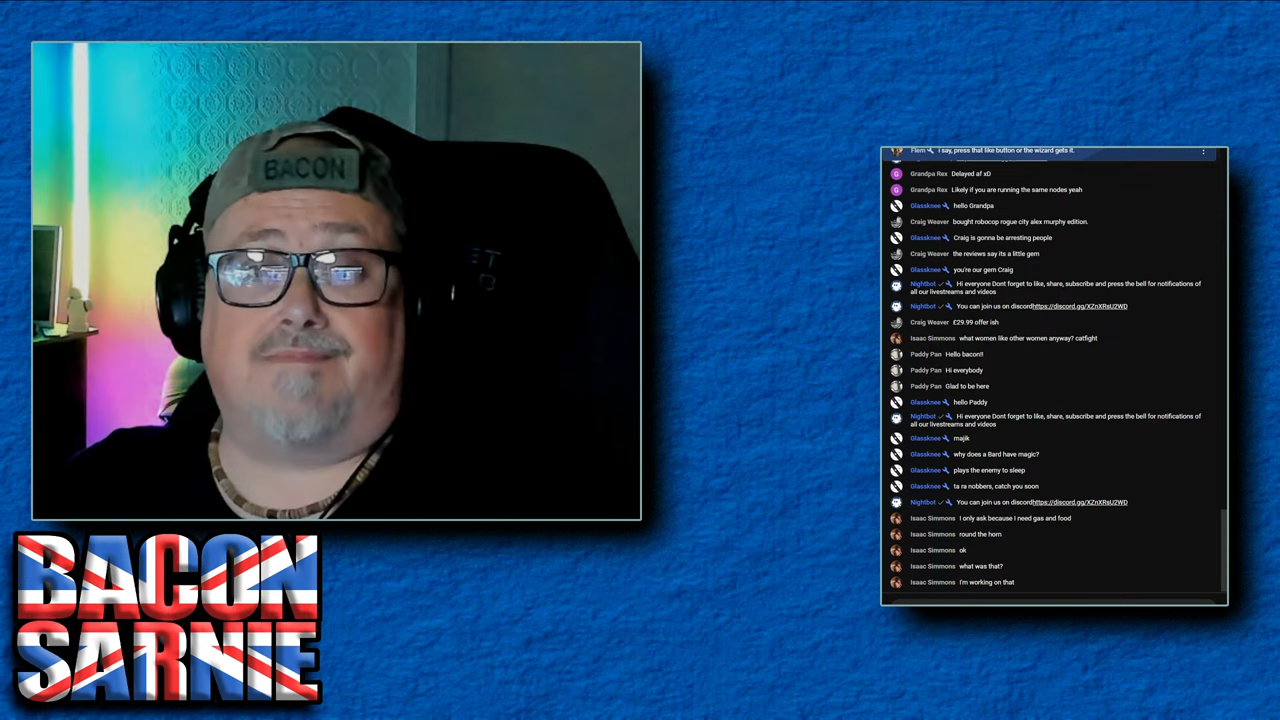 BACON
ET
BACON
SARNIE
Flem i say, press that like button or the wizard gets it.
Grandpa Rex Delayed af xD
Grandpa Rex Likely if you are running the same nodes yeah
Glassknee hello Grandpa
Craig Weaver bought robocop rogue city alex murphy edition.
Glassknee Craig is gonna be arresting people
Craig Weaver the reviews say its a little gem
Glassknee you're our gem Craig
Nightbot Hi everyone Dont forget to like, share, subscribe and press the bell for notifications of
all our livestreams and videos
Nightbot You can join us on discordhttps://discord.gg/XZnXRsU2WD
Craig Weaver £29.99 offer ish
Isaac Simmons what women like other women anyway? catfight
Paddy Pan Hello bacon!!
Paddy Pan Hi everybody
Paddy Pan Glad to be here
Glassknee hello Paddy
Nightbot Hi everyone Dont forget to like, share, subscribe and press the bell for notifications of
all our livestreams and videos
Glassknee majik
Glassknee why does a Bard have magic?
Glassknee plays the enemy to sleep
Glassknee ta ra nobbers, catch you soon
Nightbot You can join us on discordhttps://discord.gg/XZnXRsU2WD
Isaac Simmons I only ask because I need gas and food
Isaac Simmons round the horn
Isaac Simmons ok
Isaac Simmons what was that?
Isaac Simmons I'm working on that